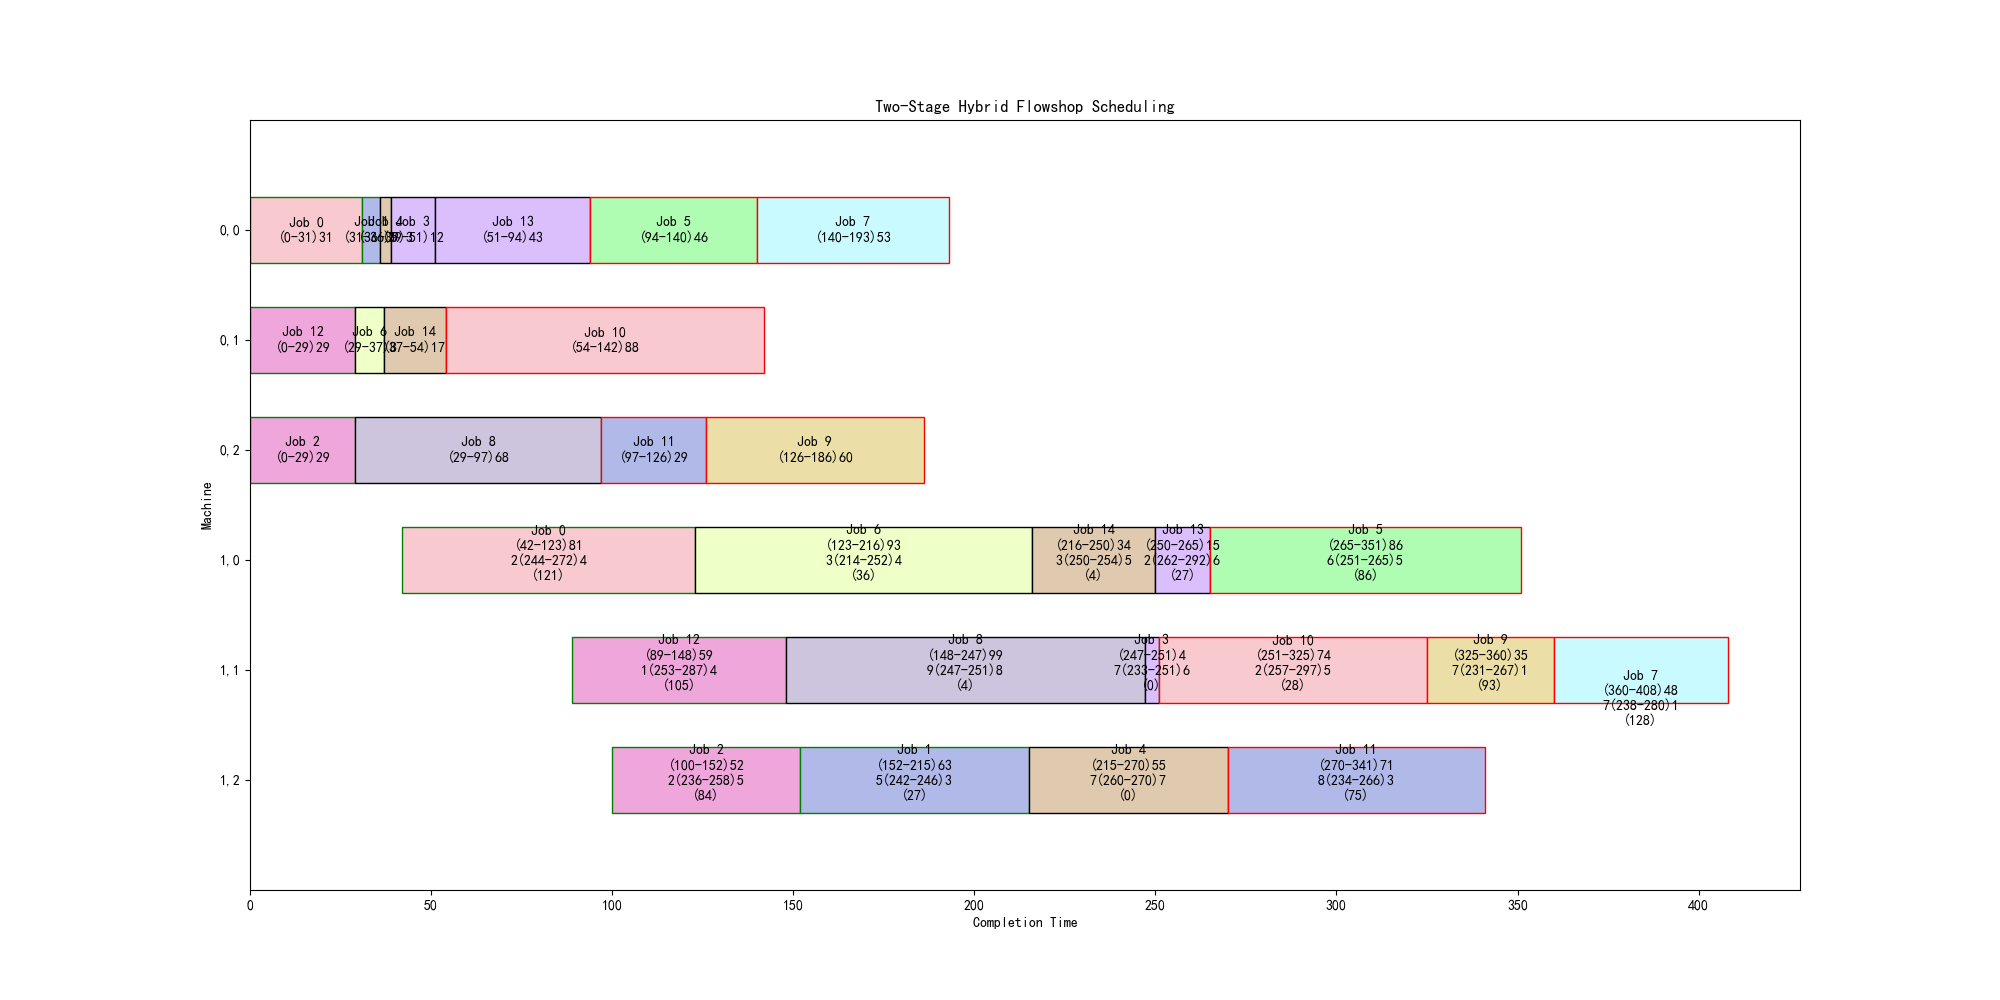 Two-Stage Hybrid Flowshop Scheduling
Machine
0,0
Job 0
(0-31)31
Job 3
12
Job 13
(51-94)43
Job 5
(94-140)46
Job 7
(140-193)53
0,1
Job 12
(0-29)29
Job 6
(29-37)8
Job 14
(37-54)17
Job 10
(54-142)88
0,2
Job 2
(0-29)29
Job 8
(29-97)68
Job 11
(97-126)29
Job 9
(126-186)60
1,0
Job 0
(42-123)81
2(244-272)4
(121)
Job 6
(123-216)93
3(214-252)4
(36)
Job 14
(216-250)34
3(250-254)5
(4)
Job 13
(250-265)15
2(262-292)6
(27)
Job 5
(265-351)86
6(251-265)5
(86)
1,1
Job 12
(89-148)59
1(253-287)4
(105)
Job 8
(148-247)99
9(247-251)8
(4)
Job 3
(247-251)4
7(233-251)6
(0)
Job 10
(251-325)74
2(257-297)5
(28)
Job 9
(325-360)35
7(231-267)1
(93)
Job 7
(360-408)48
7(238-280)1
(128)
1,2
Job 2
(100-152)52
2(236-258)5
(84)
Job 1
(152-215)63
5(242-246)3
(27)
Job 4
(215-270)55
7(260-270)7
(0)
Job 11
(270-341)71
8(234-266)3
(75)
0 50 100 150 200 250 300 350 400
Completion Time